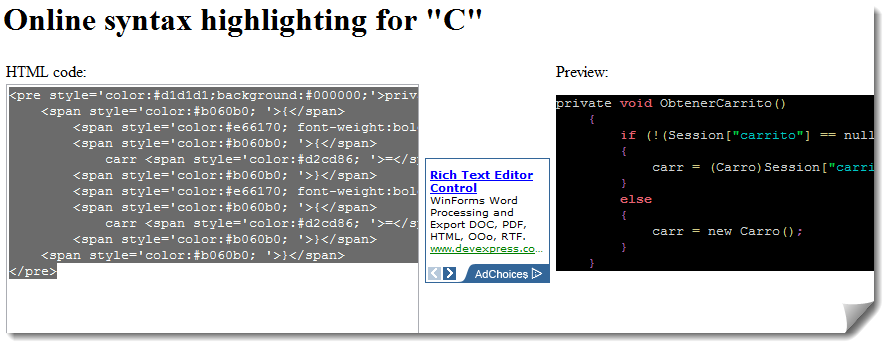 Online syntax highlighting for "C"
HTML code:
<pre style='color:#d1d1d1;background:#000000;'>priv
<span style='color:#b060b0; '>{</span>
<span style='color:#e66170; font-weight:bol
<span style='color:#b060b0; '>{</span>
carr <span style='color:#d2cd86; '>=</s
<span style='color:#b060b0; '>}</span>
<span style='color:#e66170; font-weight:bol
<span style='color:#b060b0; '>{</span>
carr <span style='color:#d2cd86; '>=</s
<span style='color:#b060b0; '>}</span>
<span style='color:#b060b0; '>}</span>
</pre>
Rich Text Editor
Control
WinForms Word
Processing and
Export DOC, PDF,
HTML, OOo, RTF.
www.devexpress.co...
AdChoices
Preview:
private void ObtenerCarrito()
{
if (!(Session["carrito"] == null
{
carr = (Carro)Session["carri
}
else
{
carr = new Carro();
}
}